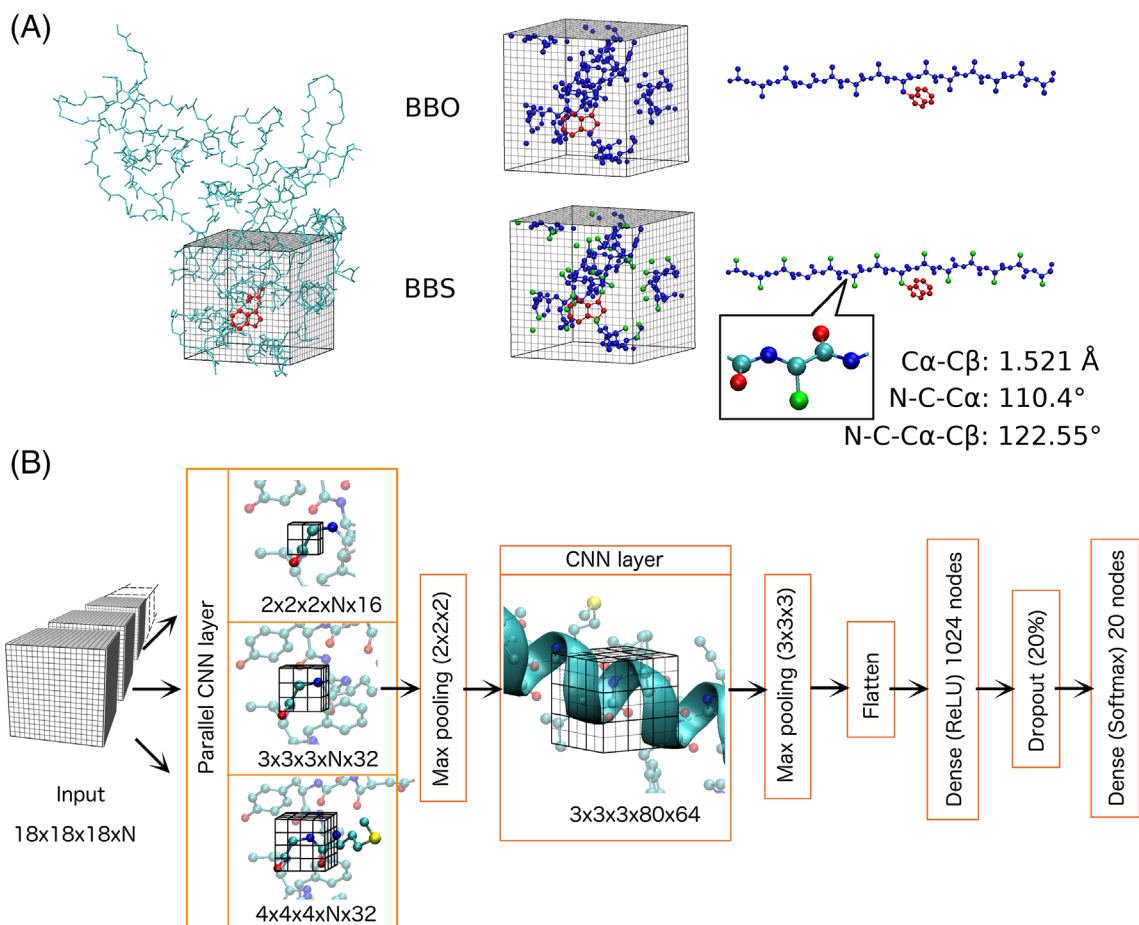 (A)
BBO
BBS
Cα-Cβ: 1.521 Å
N-C-Cα: 110.4°
N-C-Cα-Cβ: 122.55°
(B)
Input
18x18x18xN
Parallel CNN layer
2x2x2xNx16
3x3x3xNx32
4x4x4xNx32
Max pooling (2x2x2)
CNN layer
3x3x3x80x64
Max pooling (3x3x3)
Flatten
Dense (ReLU) 1024 nodes
Dropout (20%)
Dense (Softmax) 20 nodes